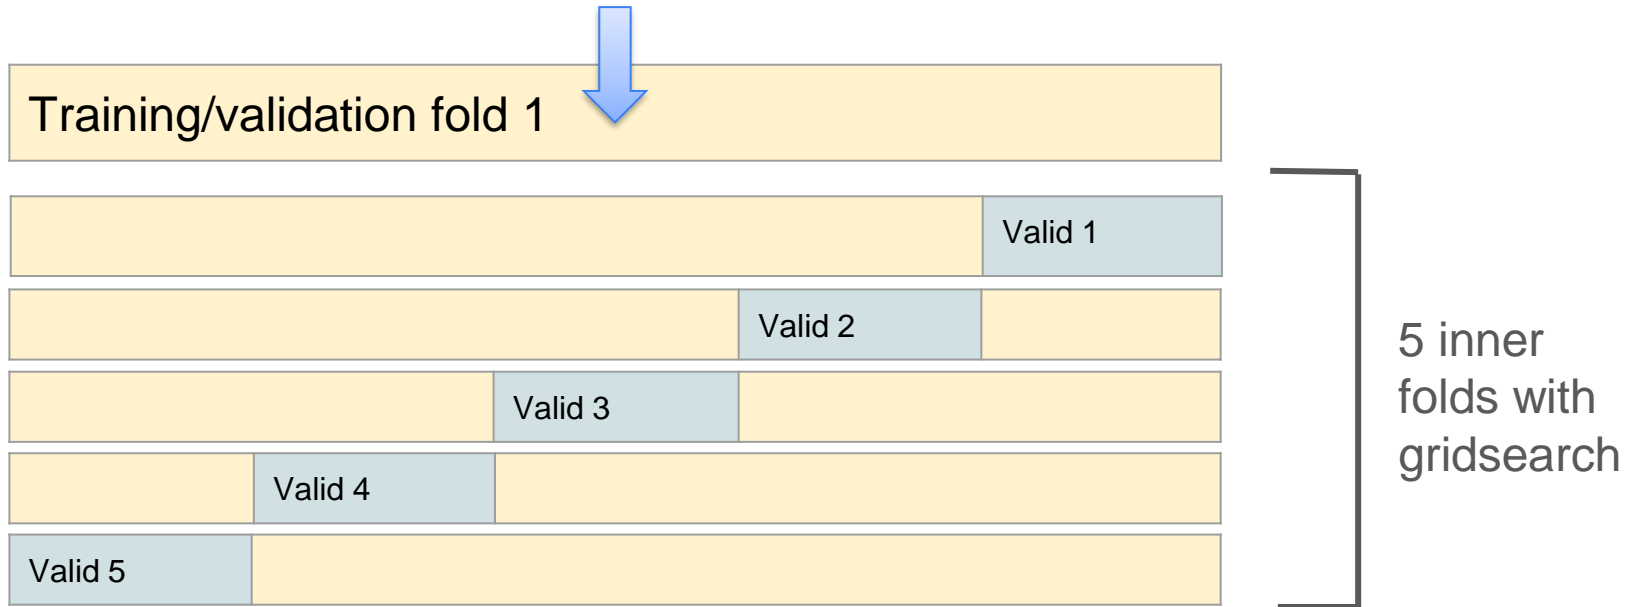 Training/validation fold 1
Valid 1
Valid 2
Valid 3
Valid 4
Valid 5
5 inner
folds with
gridsearch